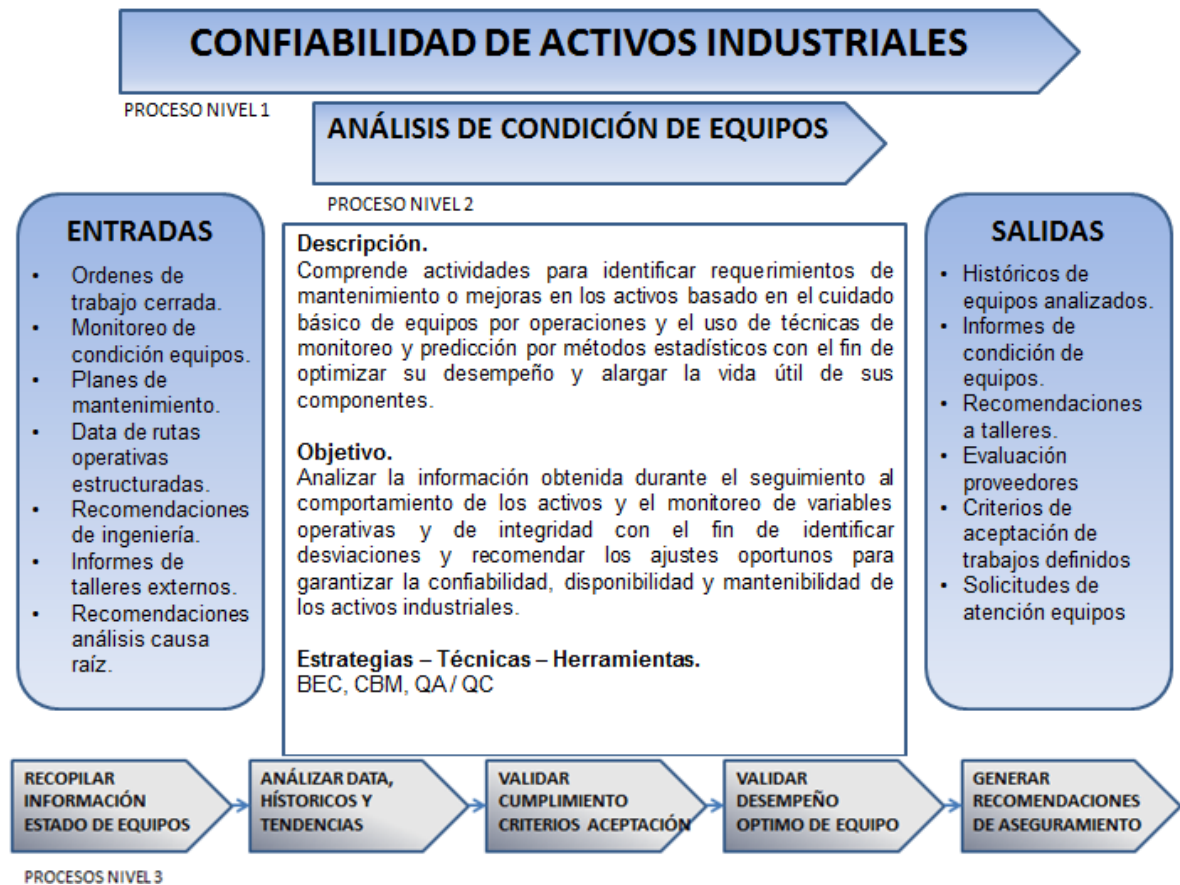 CONFIABILIDAD DE ACTIVOS INDUSTRIALES
PROCESO NIVEL 1
ANÁLISIS DE CONDICIÓN DE EQUIPOS
PROCESO NIVEL 2
ENTRADAS
• Ordenes de
trabajo cerrada.
• Monitoreo de
condición equipos.
• Planes de
mantenimiento.
• Data de rutas
operativas
estructuradas.
• Recomendaciones
de ingeniería.
• Informes de
talleres externos.
• Recomendaciones
análisis causa
raíz.
Descripción.
Comprende actividades para identificar requerimientos de
mantenimiento o mejoras en los activos basado en el cuidado
básico de equipos por operaciones y el uso de técnicas de
monitoreo y predicción por métodos estadísticos con el fin de
optimizar su desempeño y alargar la vida útil de sus
componentes.
Objetivo.
Analizar la información obtenida durante el seguimiento al
comportamiento de los activos y el monitoreo de variables
operativas y de integridad con el fin de identificar
desviaciones y recomendar los ajustes oportunos para
garantizar la confiabilidad, disponibilidad y mantenibilidad de
los activos industriales.
Estrategias – Técnicas – Herramientas.
BEC, CBM, QA / QC
SALIDAS
• Históricos de
equipos analizados.
• Informes de
condición de
equipos.
• Recomendaciones
a talleres.
• Evaluación
proveedores
• Criterios de
aceptación de
trabajos definidos
• Solicitudes de
atención equipos
RECOPILAR
INFORMACIÓN
ESTADO DE EQUIPOS
ANÁLIZAR DATA,
HÍSTORICOS Y
TENDENCIAS
VALIDAR
CUMPLIMIENTO
CRITERIOS ACEPTACIÓN
VALIDAR
DESEMPEÑO
OPTIMO DE EQUIPO
GENERAR
RECOMENDACIONES
DE ASEGURAMIENTO
PROCESOS NIVEL 3